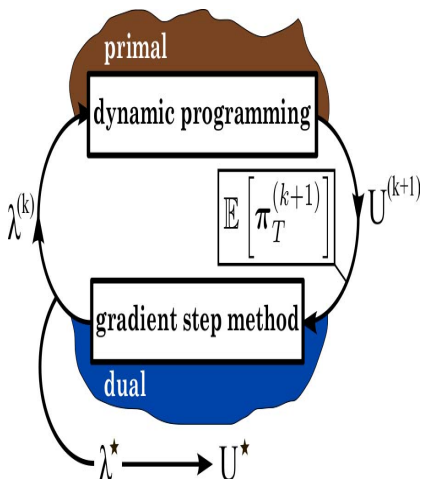 primal
dynamic programming
λ^(k)
𝔼[π_T^(k+1)]
U^(k+1)
gradient step method
dual
λ* U*